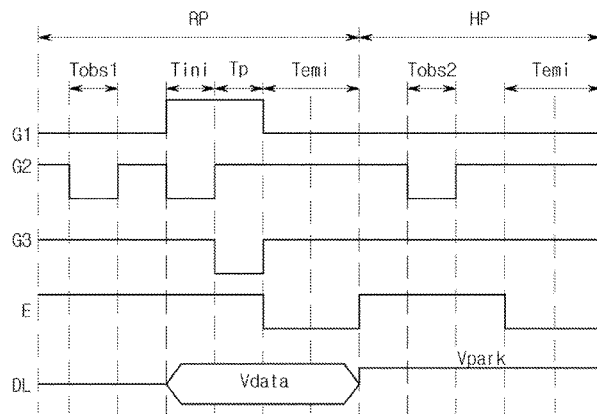 RP HP
Tobs1 Tini Tp Temi Tobs2 Temi
G1
G2
G3
E
Vpark
DL Vdata